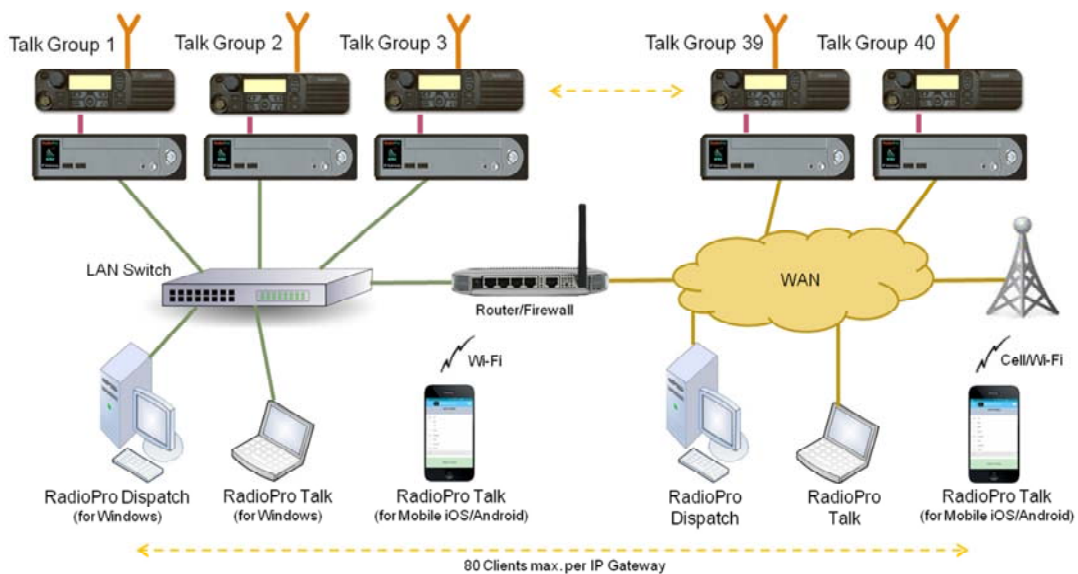 Talk Group 1
Talk Group 2
Talk Group 3
Talk Group 39
Talk Group 40
LAN Switch
Router/Firewall
WAN
Wi-Fi
Cell/Wi-Fi
RadioPro Dispatch
(for Windows)
RadioPro Talk
(for Windows)
RadioPro Talk
(for Mobile iOS/Android)
RadioPro
Dispatch
RadioPro
Talk
RadioPro Talk
(for Mobile iOS/Android)
80 Clients max. per IP Gateway